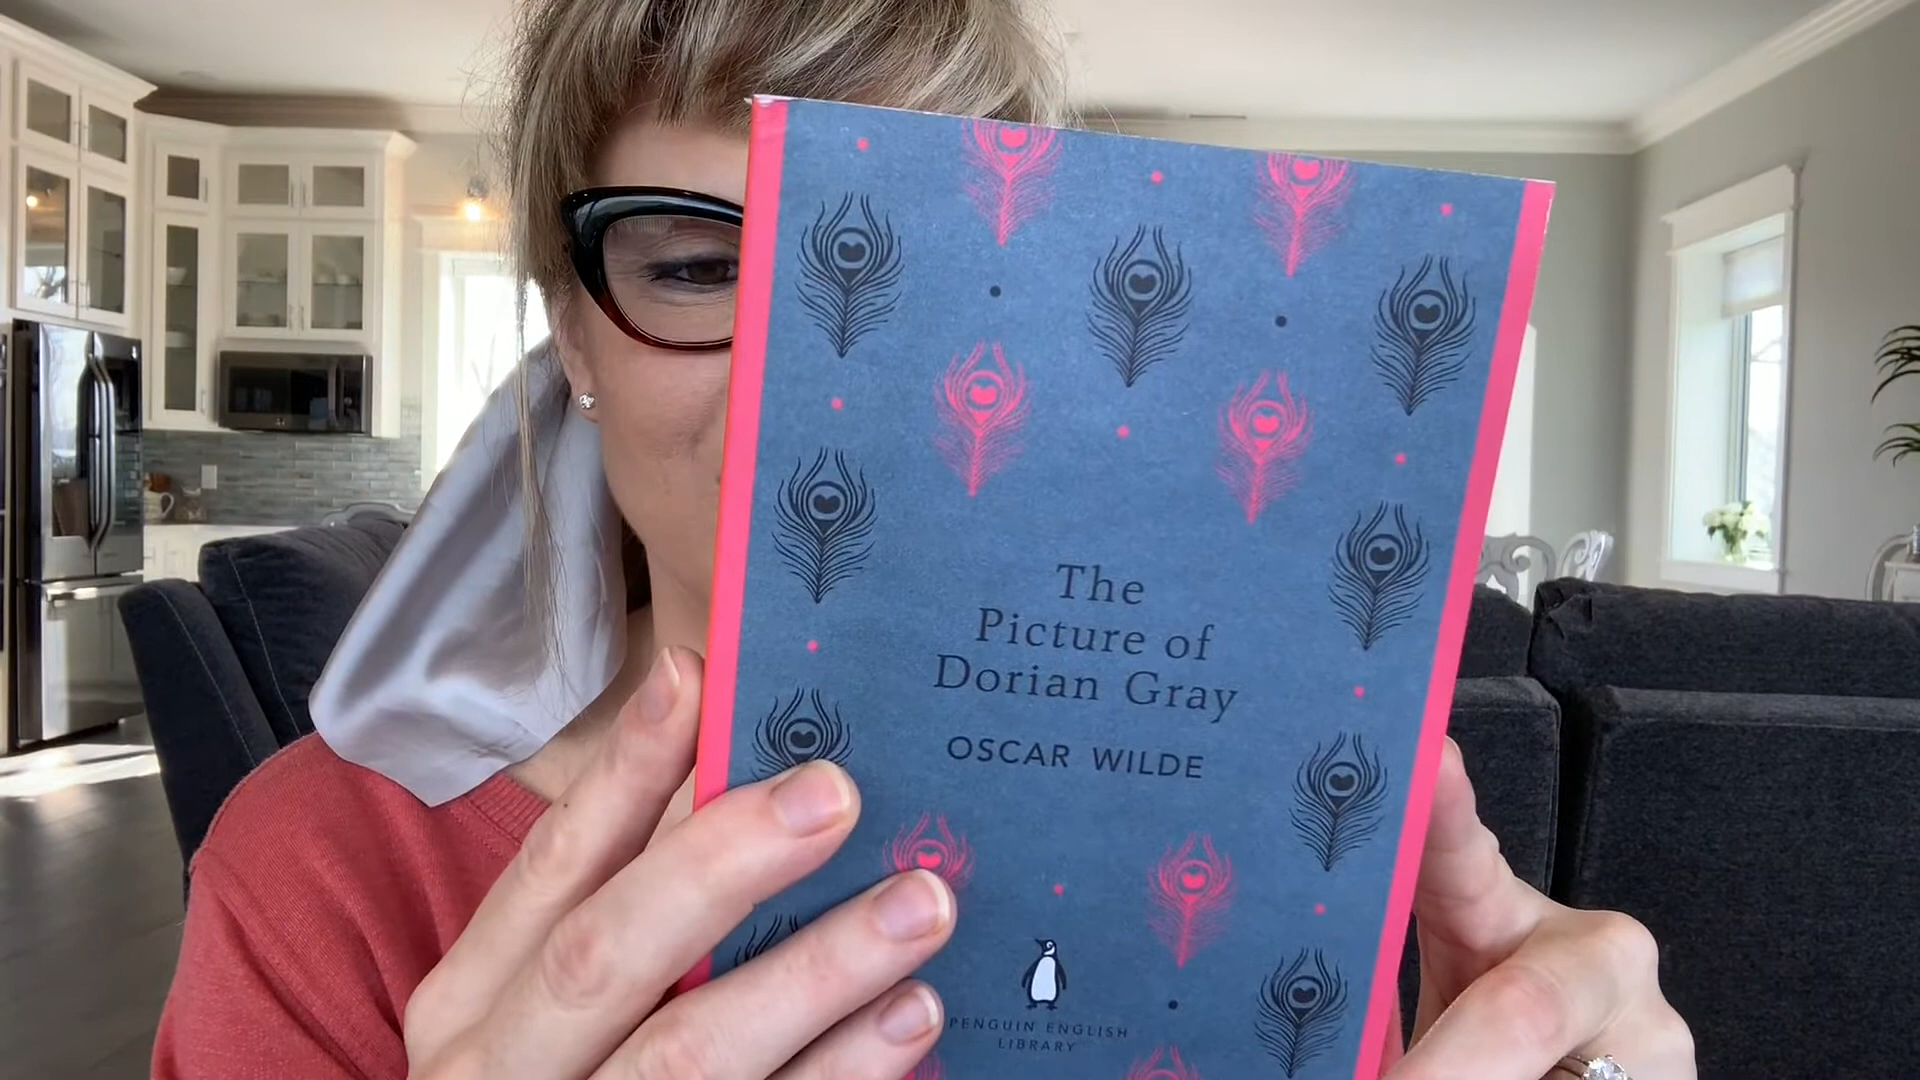 The
Picture of
Dorian Gray
OSCAR WILDE
PENGUIN ENGLISH
LIBRARY